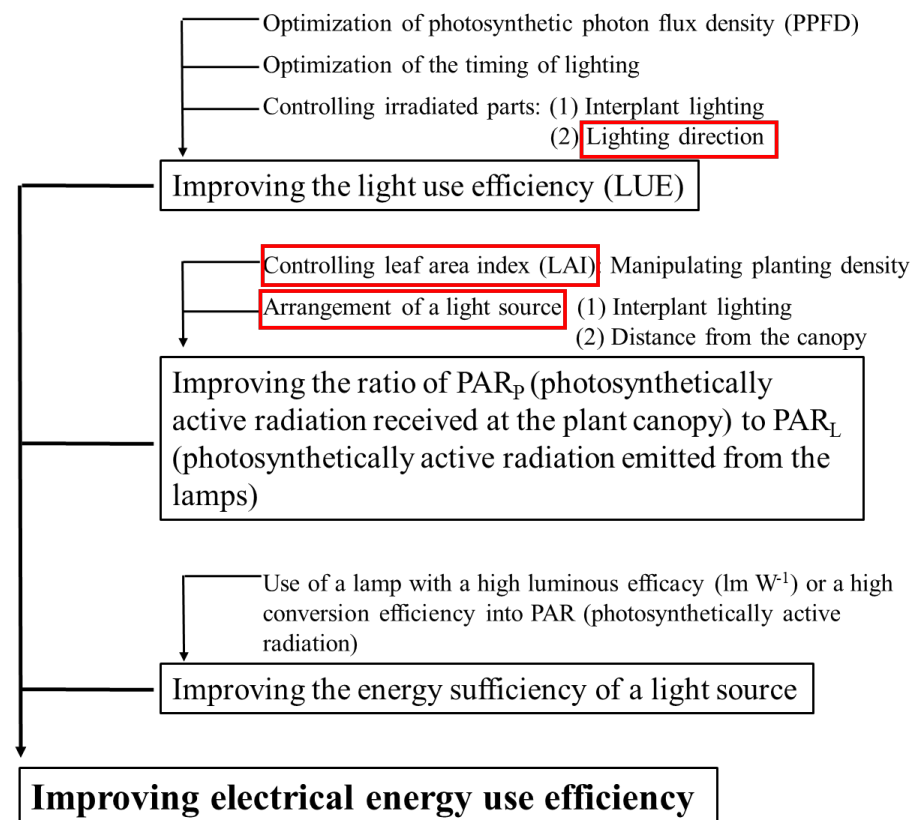 Optimization of photosynthetic photon flux density (PPFD)
Optimization of the timing of lighting
Controlling irradiated parts: (1) Interplant lighting
(2) Lighting direction
Improving the light use efficiency (LUE)
Controlling leaf area index (LAI): Manipulating planting density
Arrangement of a light source (1) Interplant lighting
(2) Distance from the canopy
Improving the ratio of PARP (photosynthetically
active radiation received at the plant canopy) to PARL
(photosynthetically active radiation emitted from the
lamps)
Use of a lamp with a high luminous efficacy (lm W-1) or a high
conversion efficiency into PAR (photosynthetically active
radiation)
Improving the energy sufficiency of a light source
Improving electrical energy use efficiency